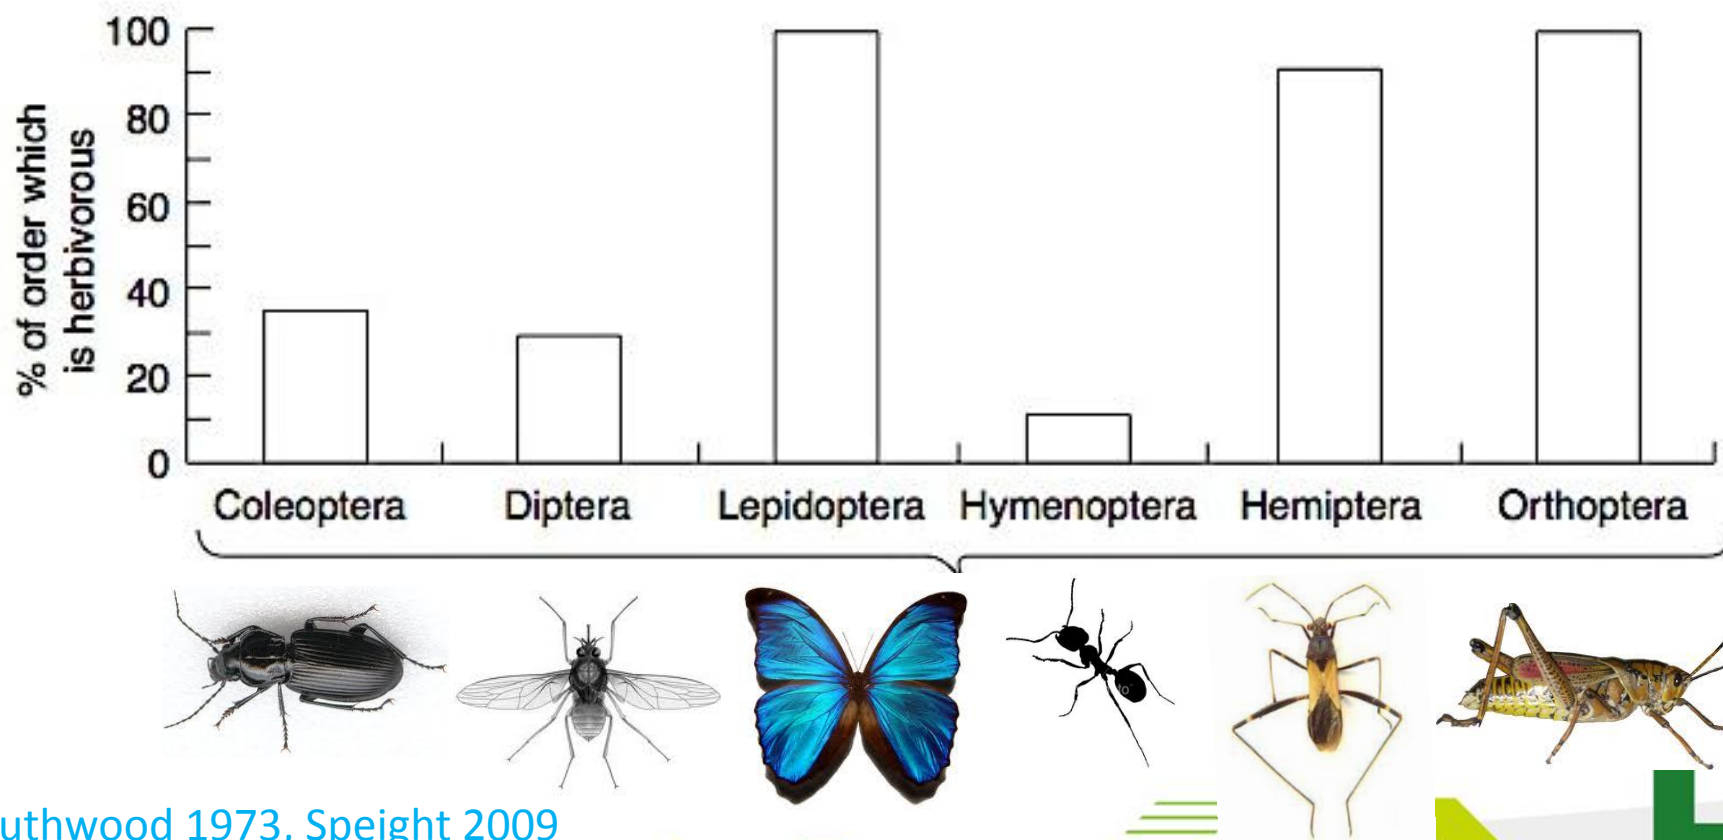 % of order which
is herbivorous
100
80
60
40
20
0
Coleoptera Diptera Lepidoptera Hymenoptera Hemiptera Orthoptera
1973, Speight 2009